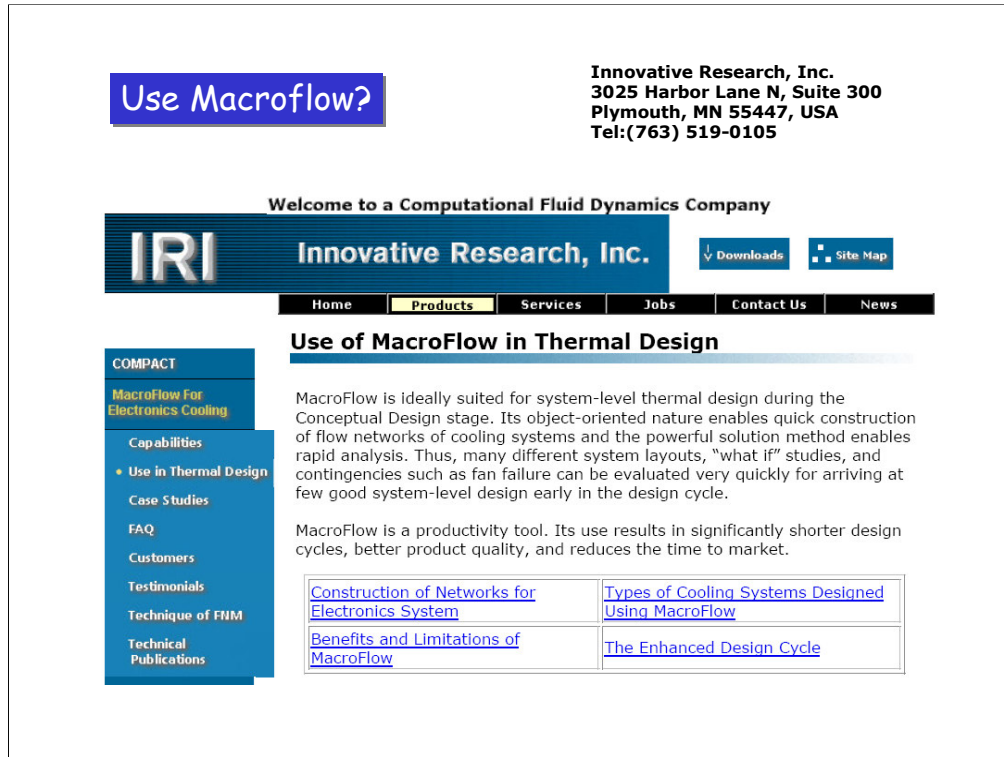 Use Macroflow?
Innovative Research, Inc.
3025 Harbor Lane N, Suite 300
Plymouth, MN 55447, USA
Tel:(763) 519-0105
Welcome to a Computational Fluid Dynamics Company
IRI
Innovative Research, Inc.
Downloads
Site Map
Home Products Services Jobs Contact Us News
Use of MacroFlow in Thermal Design
COMPACT
MacroFlow For
Electronics Cooling
Capabilities
Use in Thermal Design
Case Studies
FAQ
Customers
Testimonials
Technique of FNM
Technical
Publications
MacroFlow is ideally suited for system-level thermal design during the
Conceptual Design stage. Its object-oriented nature enables quick construction
of flow networks of cooling systems and the powerful solution method enables
rapid analysis. Thus, many different system layouts, “what if” studies, and
contingencies such as fan failure can be evaluated very quickly for arriving at
few good system-level design early in the design cycle.
MacroFlow is a productivity tool. Its use results in significantly shorter design
cycles, better product quality, and reduces the time to market.
Construction of Networks for
Electronics System
Types of Cooling Systems Designed
Using MacroFlow
Benefits and Limitations of
MacroFlow
The Enhanced Design Cycle